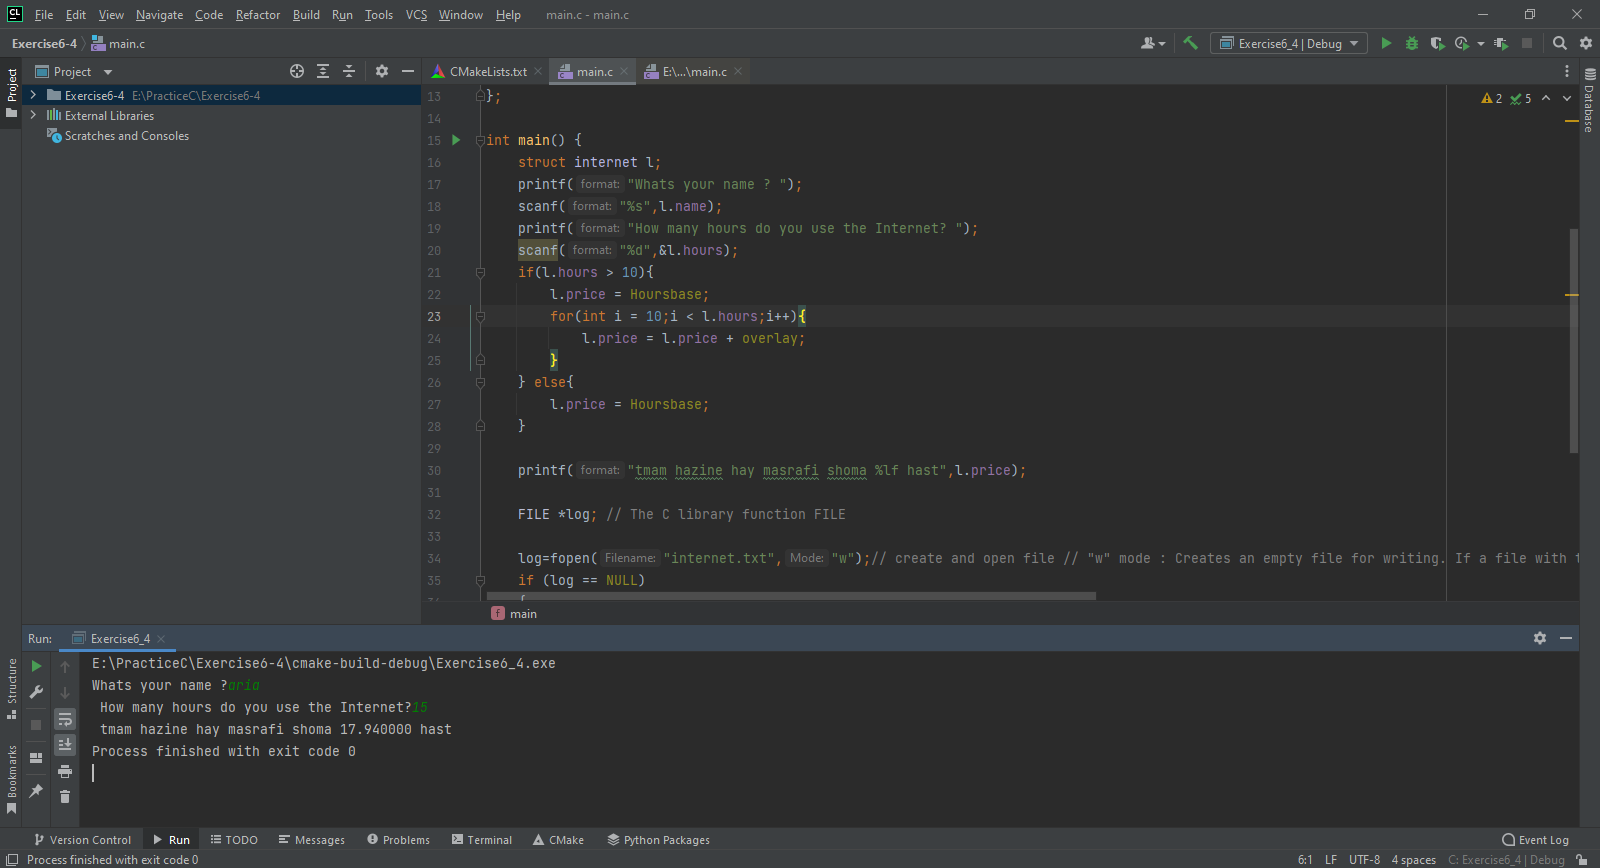 CL File Edit View Navigate Code Refactor Build Run Tools VCS Window Help main.c - main.c
Exercise6-4 main.c Exercise6_4 | Debug
Project CMakeLists.txt main.c E:\...\main.c
Project
Exercise6-4 E:\PracticeC\Exercise6-4
External Libraries
Scratches and Consoles
Database
2 5
13 };
14
15 int main() {
16 struct internet l;
17 printf( format: "Whats your name ? ");
18 scanf( format: "%s",l.name);
19 printf( format: "How many hours do you use the Internet? ");
20 scanf( format: "%d",&l.hours);
21 if(l.hours > 10){
22 l.price = Hoursbase;
23 for(int i = 10;i < l.hours;i++){
24 l.price = l.price + overlay;
25 }
26 } else{
27 l.price = Hoursbase;
28 }
29
30 printf( format: "tmam hazine hay masrafi shoma %lf hast",l.price);
31
32 FILE *log; // The C library function FILE
33
34 log=fopen( Filename: "internet.txt", Mode: "w");// create and open file // "w" mode : Creates an empty file for writing. If a file with
35 if (log == NULL)
{
f main
Run: Exercise6_4
E:\PracticeC\Exercise6-4\cmake-build-debug\Exercise6_4.exe
Whats your name ?aria
How many hours do you use the Internet?15
tmam hazine hay masrafi shoma 17.940000 hast
Process finished with exit code 0
Structure
Bookmarks
Version Control Run TODO Messages Problems Terminal CMake Python Packages Event Log
Process finished with exit code 0 6:1 LF UTF-8 4 spaces C: Exercise6_4 | Debug